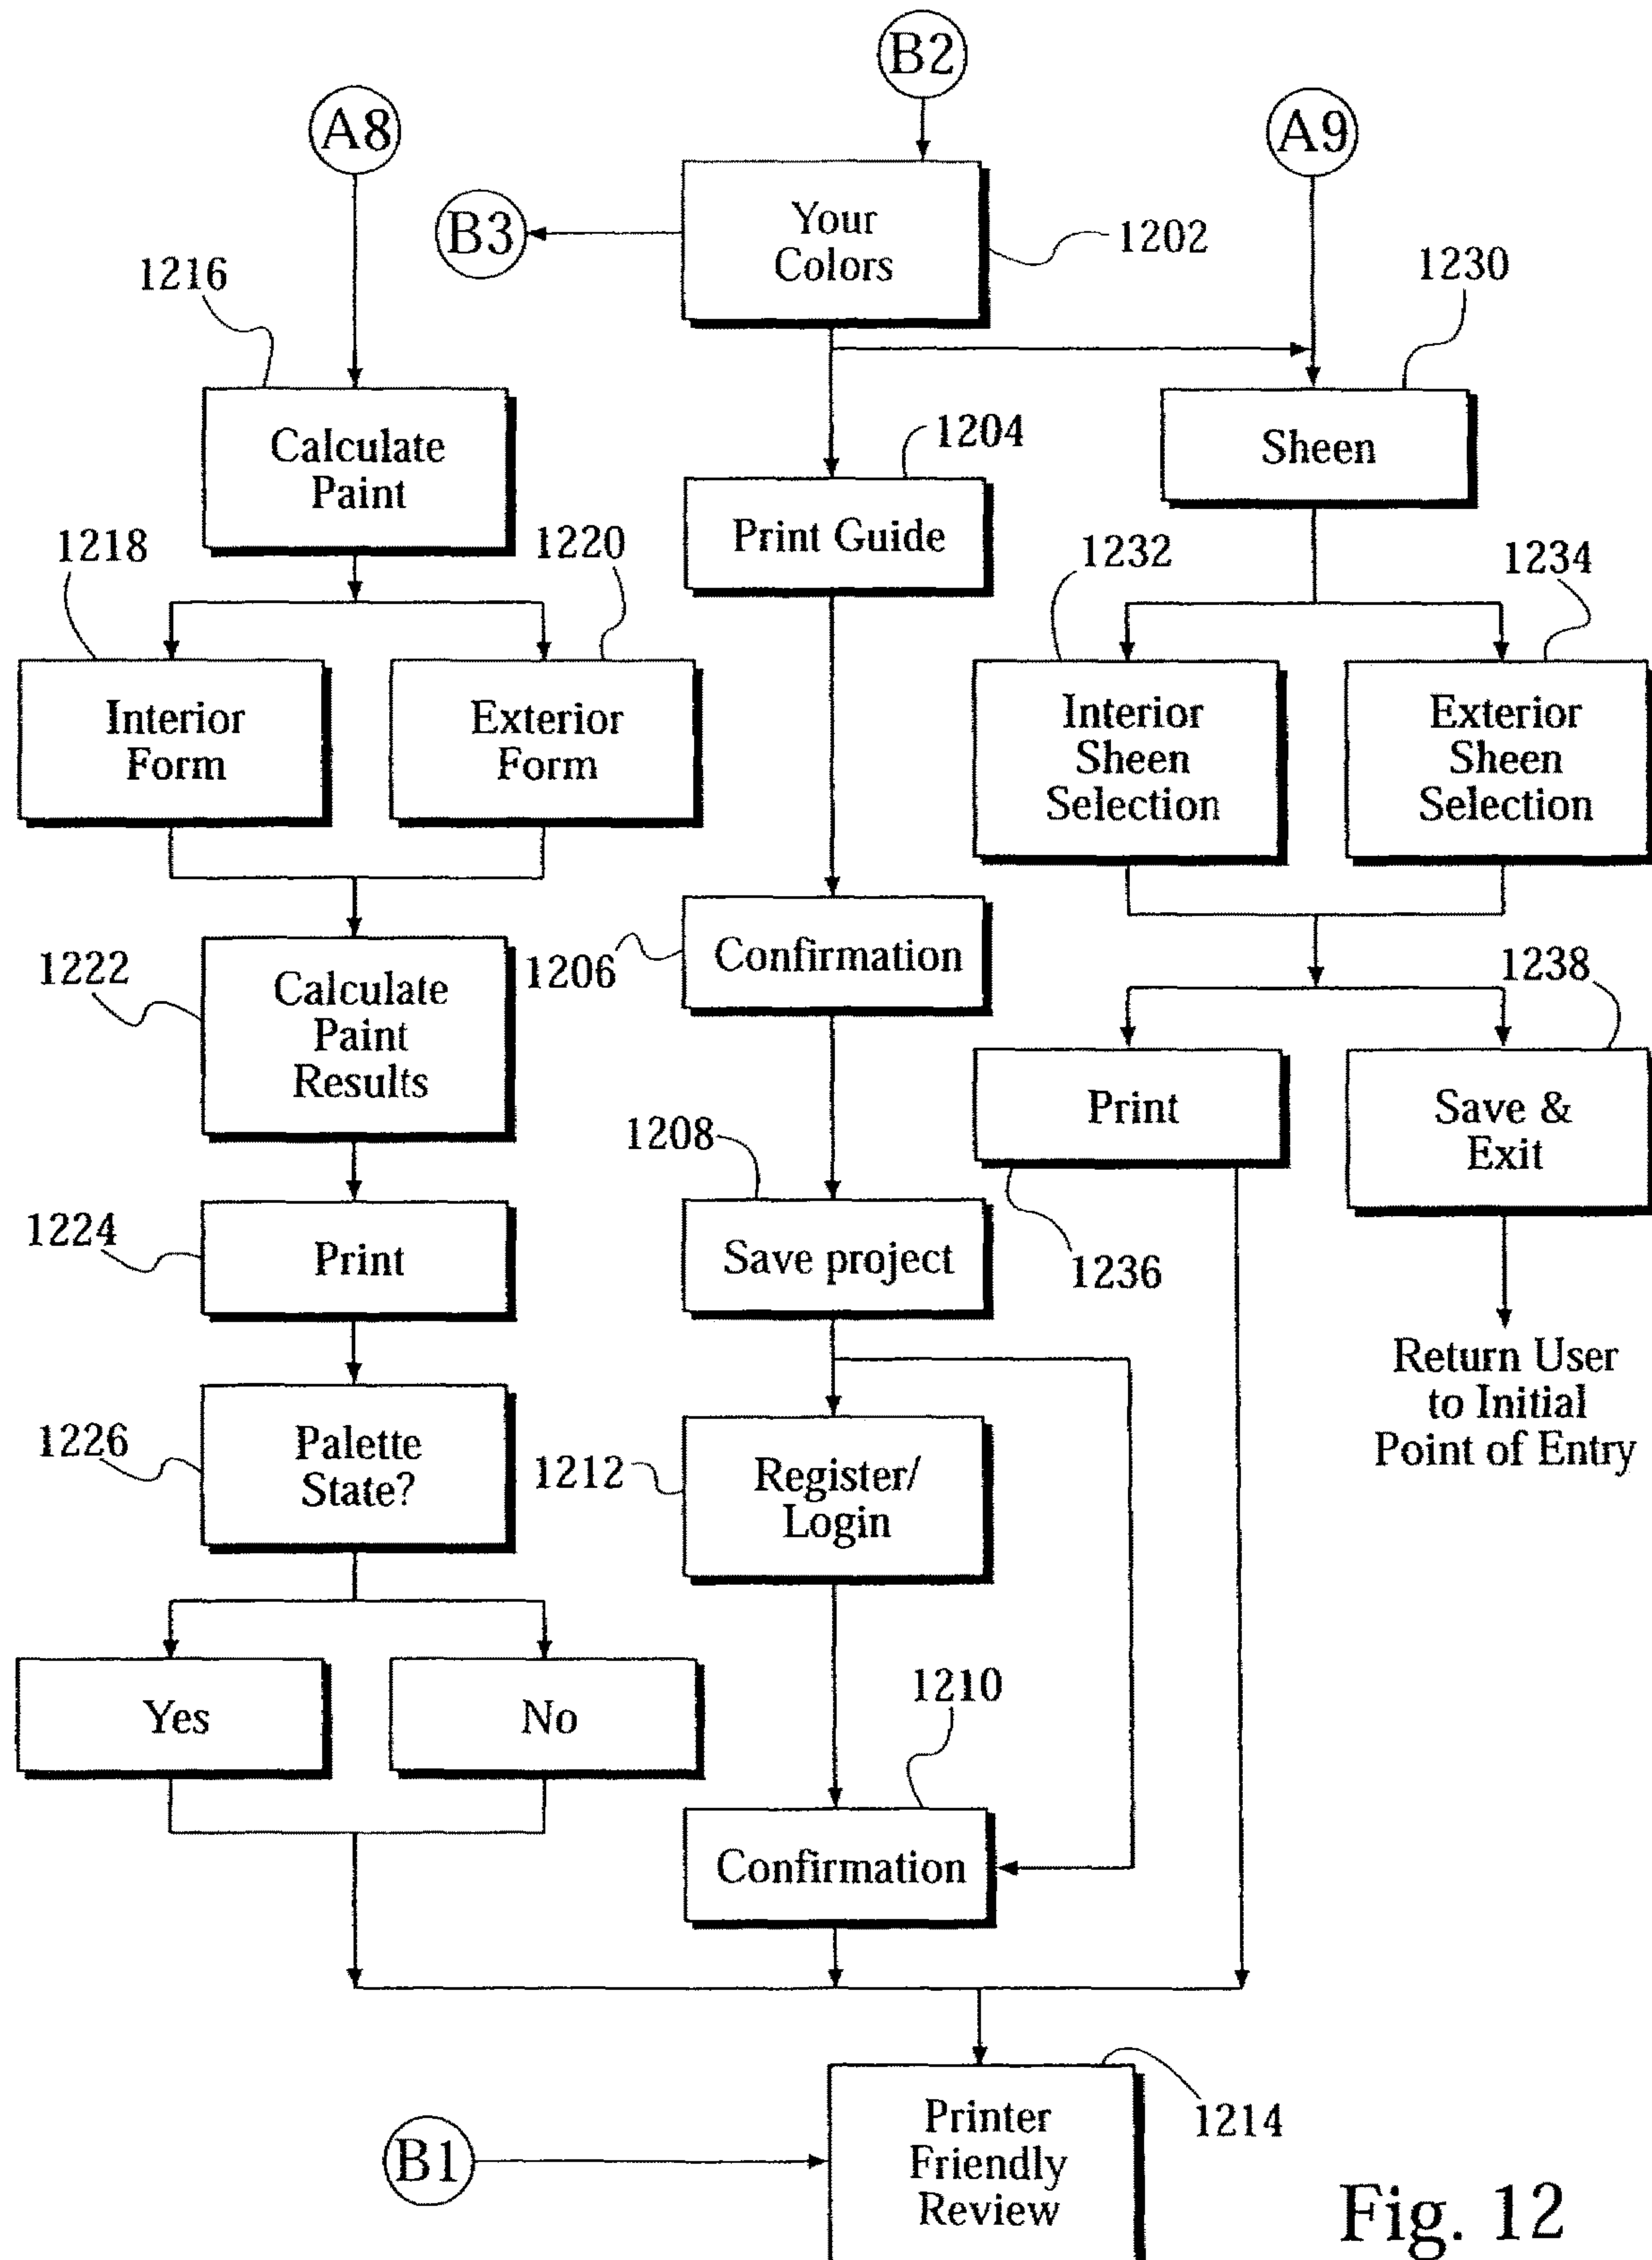 B2
A8
A9
Your
Colors
B3
1202
1216
1230
Calculate
Paint
1204
Sheen
Print Guide
1218
1220
1232
1234
Interior
Form
Exterior
Form
Interior
Sheen
Selection
Exterior
Sheen
Selection
1222
Calculate
Paint
Results
1206
Confirmation
1238
Print
Save &
Exit
1208
1224
Print
Save project
1236
Return User
to Initial
Point of Entry
1226
Palette
State?
1212
Register/
Login
Yes
No
1210
Confirmation
1214
Printer
Friendly
Review
B1
Fig. 12